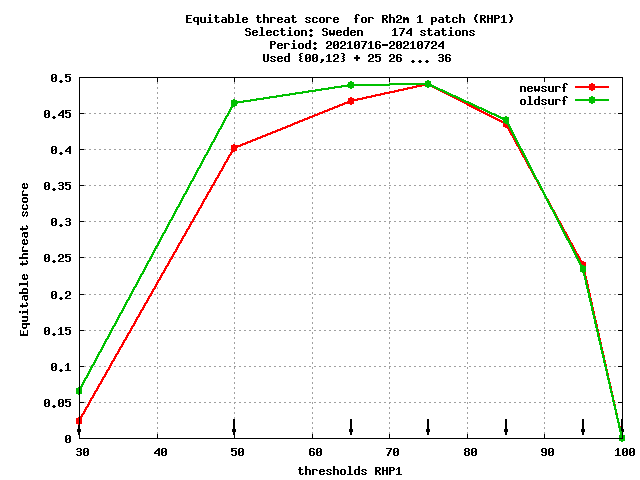 Equitable threat score  for Rh2m 1 patch (RHP1)
Selection: Sweden    174 stations
Period: 20210716-20210724
Used {00,12} + 25 26 ... 36
newsurf
oldsurf
0.5
0.45
0.4
0.35
0.3
0.25
0.2
0.15
0.1
0.05
0
Equitable threat score
30 40 50 60 70 80 90 100
thresholds RHP1